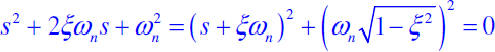 s² + 2ξωₙs + ωₙ² = (s + ξωₙ)² + (ωₙ√(1−ξ²))² = 0